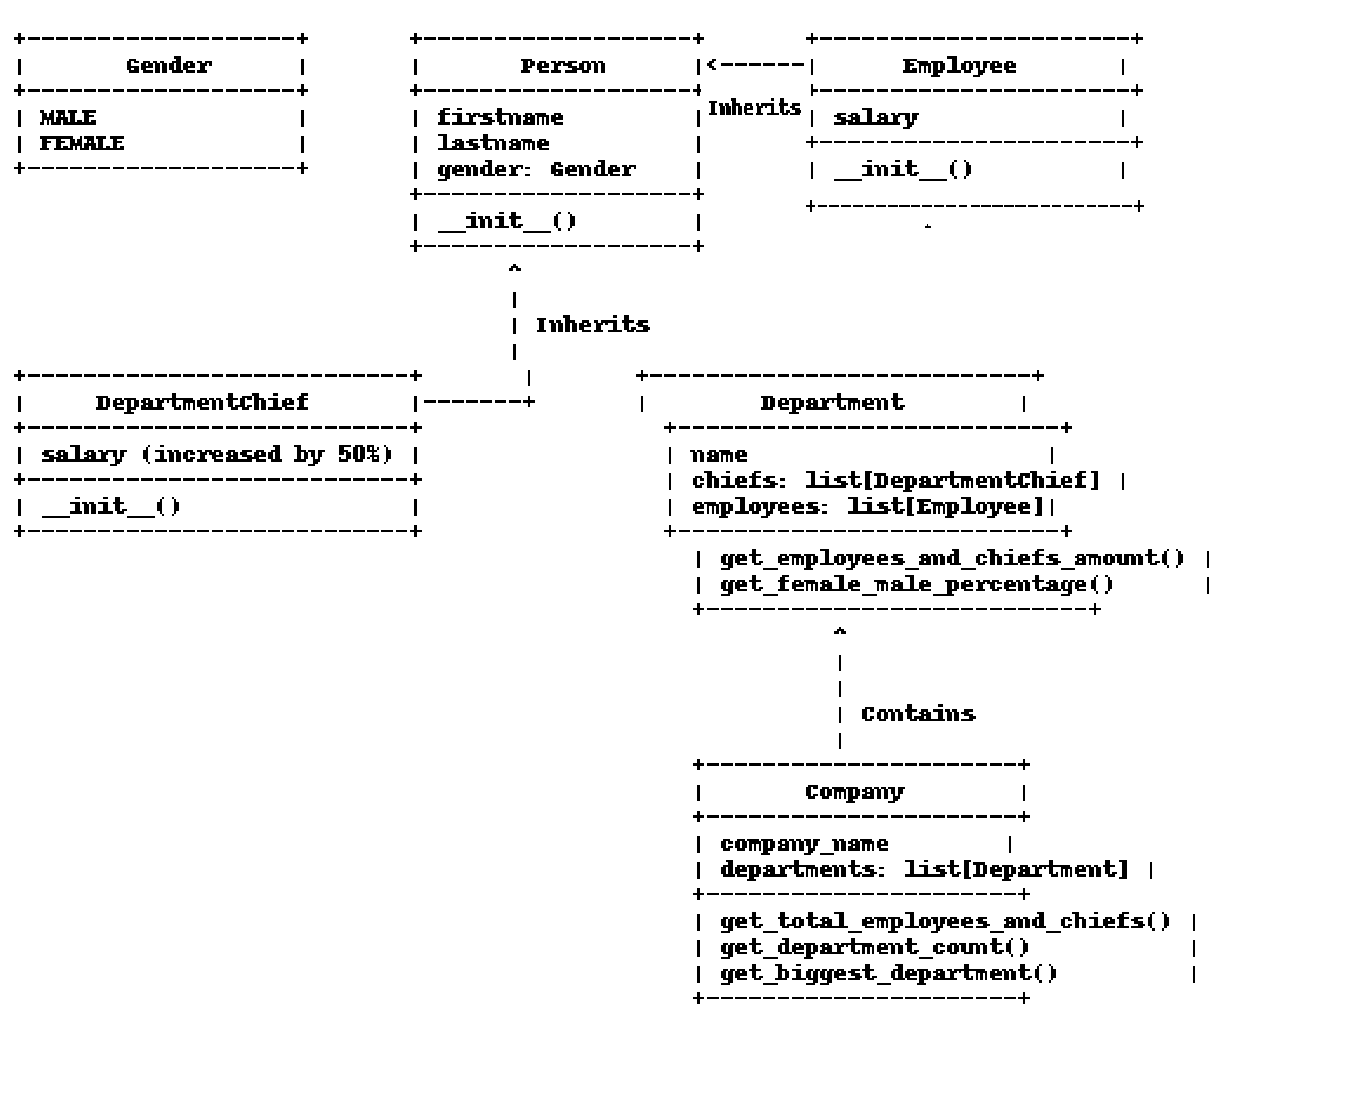 Gender
MALE
FEMALE
Person
firstname
lastname
gender: Gender
__init__()
Inherits
Employee
salary
__init__()
Inherits
DepartmentChief
salary (increased by 50%)
__init__()
Department
name
chiefs: list[DepartmentChief]
employees: list[Employee]
get_employees_and_chiefs_amount()
get_female_male_percentage()
Contains
Company
company_name
departments: list[Department]
get_total_employees_and_chiefs()
get_department_count()
get_biggest_department()